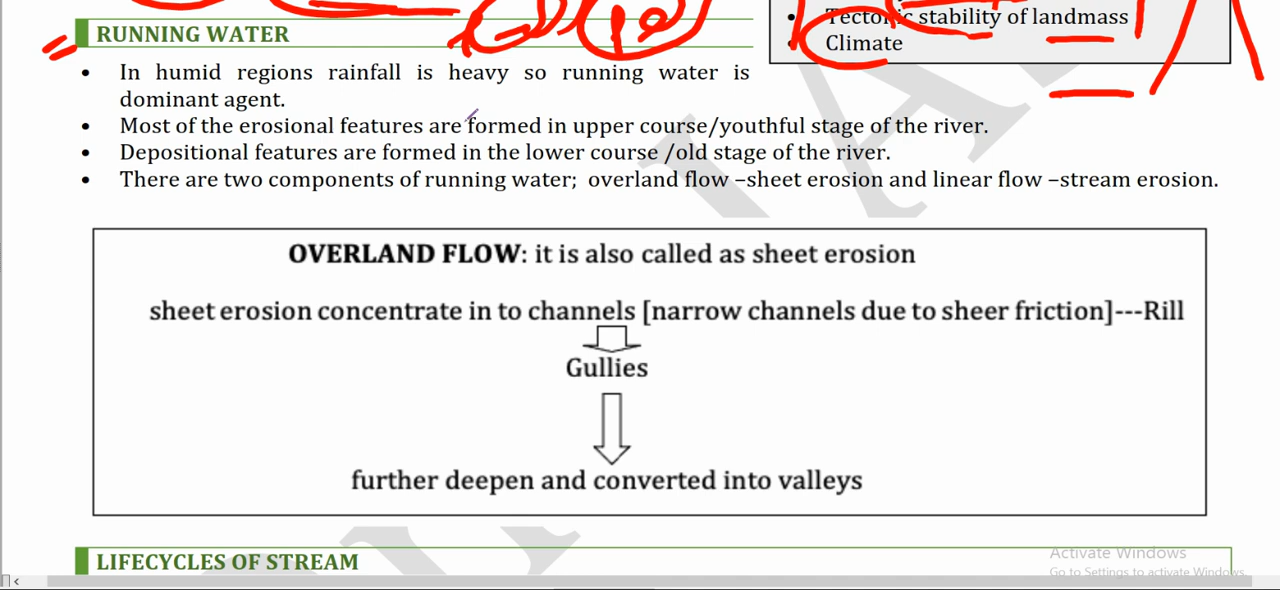 Tectonic stability of landmass
RUNNING WATER
Climate
• In humid regions rainfall is heavy so running water is
dominant agent.
• Most of the erosional features are formed in upper course/youthful stage of the river.
• Depositional features are formed in the lower course /old stage of the river.
• There are two components of running water; overland flow –sheet erosion and linear flow –stream erosion.
OVERLAND FLOW: it is also called as sheet erosion
sheet erosion concentrate in to channels [narrow channels due to sheer friction]---Rill
Gullies
further deepen and converted into valleys
LIFECYCLES OF STREAM
Activate Windows
Go to Settings to activate Windows.